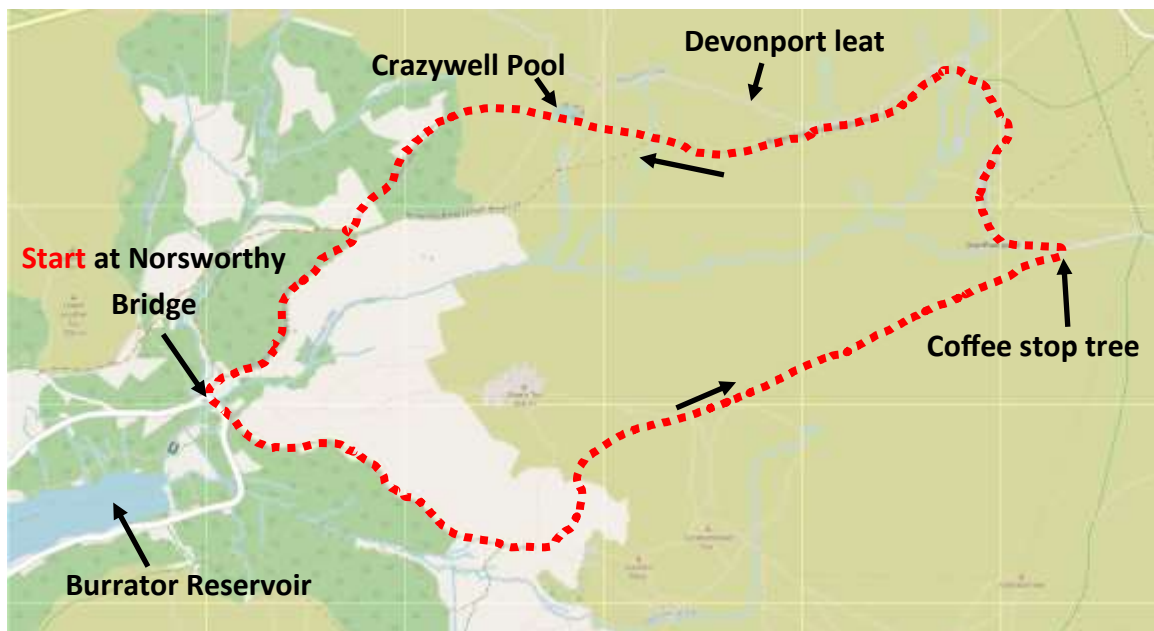 Devonport leat
Crazywell Pool
Start at Norsworthy
Bridge
Coffee stop tree
Burrator Reservoir